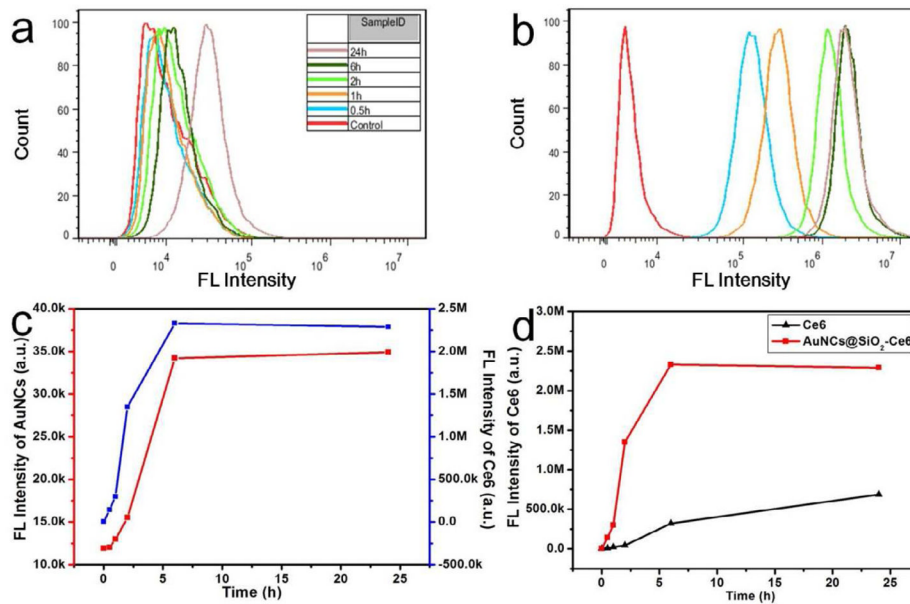 a
Count
100
80
60
40
20
0
0
10^4
10^5
10^6
10^7
FL Intensity
SampleID
24h
6h
2h
1h
0.5h
Control
b
Count
100
80
60
40
20
0
0
10^4
10^5
10^6
10^7
FL Intensity
c
FL Intensity of AuNCs (a.u.)
40.0k
35.0k
30.0k
25.0k
20.0k
15.0k
10.0k
0
5
10
15
20
25
Time (h)
2.5M
2.0M
1.5M
1.0M
500.0k
0.0
-500.0k
FL Intensity of Ce6 (a.u.)
d
FL Intensity of Ce6 (a.u.)
3.0M
2.5M
2.0M
1.5M
1.0M
500.0k
0.0
0
5
10
15
20
25
Time (h)
Ce6
AuNCs@SiO₂-Ce6